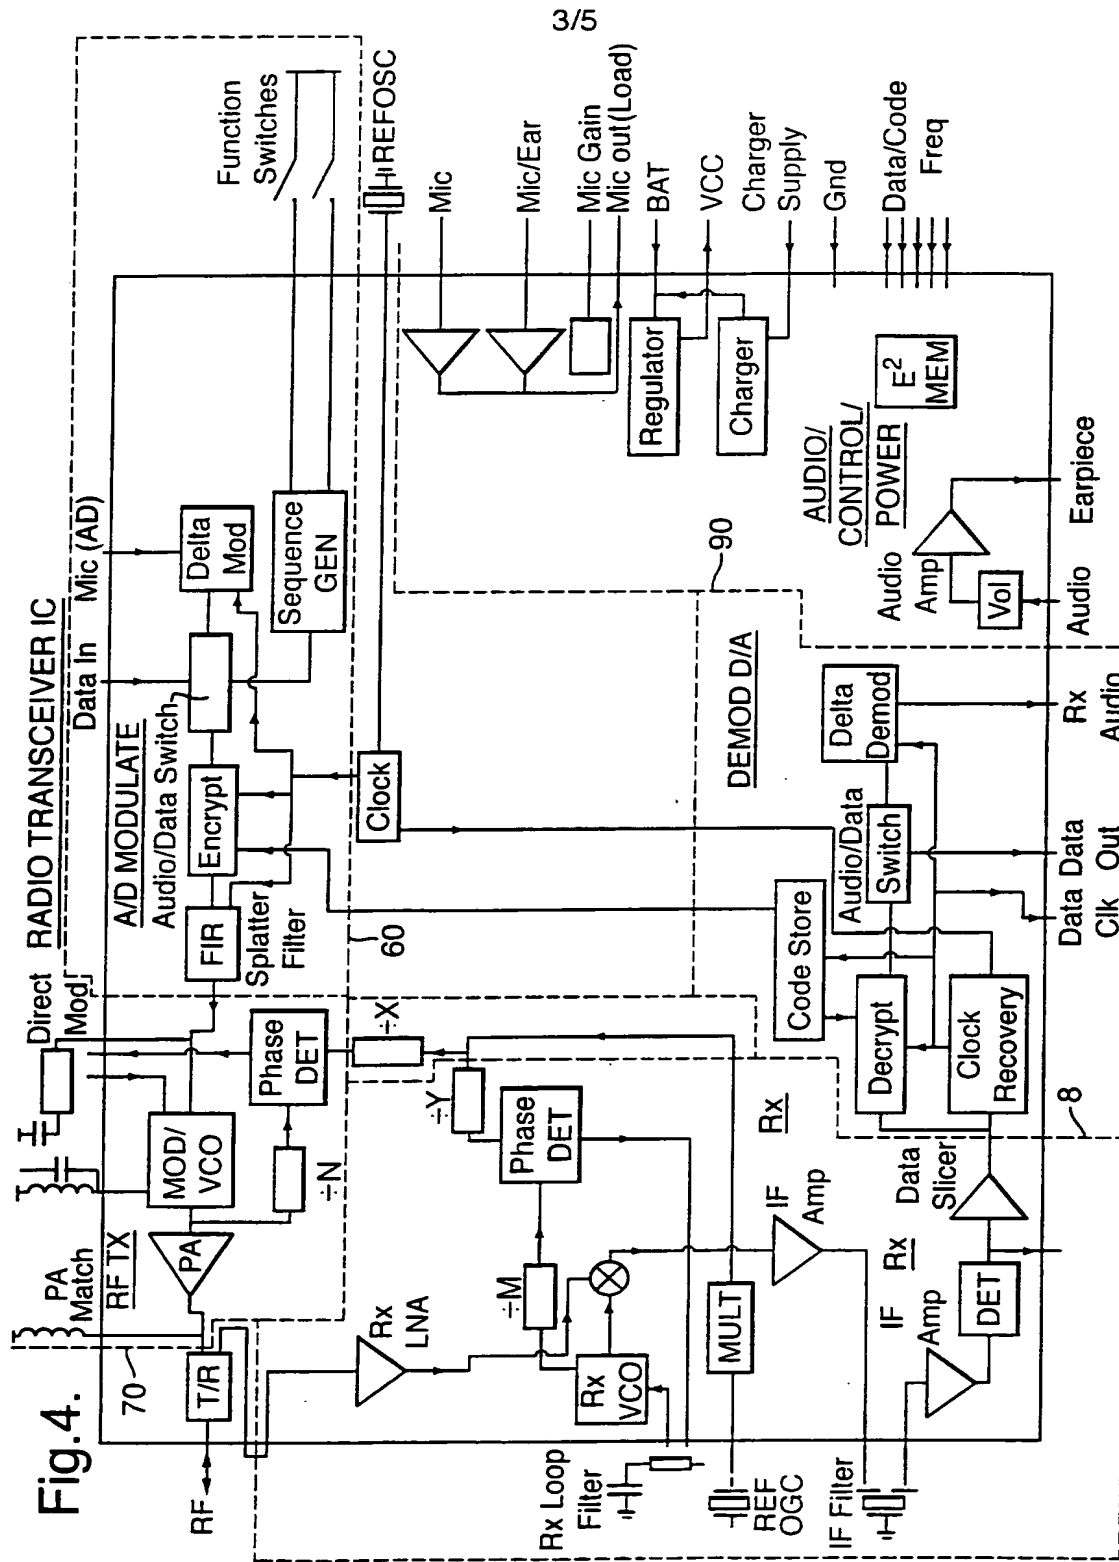 3/5
Fig.4.
RADIO TRANSCEIVER IC
RF
T/R
70
PA
Match
RF TX
PA
MOD/
VCO
Direct
Mod
÷N
Phase
DET
÷X
A/D MODULATE
FIR
Splatter
Filter
Encrypt
Audio/Data Switch
Data In
Mic (AD)
Delta
Mod
Sequence
GEN
Function
Switches
REFOSC
60
Clock
Rx
LNA
÷M
Rx
VCO
Rx Loop
Filter
÷Y
Phase
DET
Rx
MULT
REF
OGC
IF
Amp
IF Filter
IF
Amp
Rx
DET
Data
Slicer
8
DEMOD D/A
Code Store
Decrypt
Clock
Recovery
Audio/Data
Switch
Delta
Demod
Data
Clk
Data
Out
Rx
Audio
90
Mic
Mic/Ear
Mic Gain
Mic out(Load)
BAT
VCC
Charger
Supply
Gnd
Data/Code
Freq
Regulator
Charger
AUDIO/
CONTROL/
POWER
E2
MEM
Audio
Amp
Vol
Audio
Earpiece